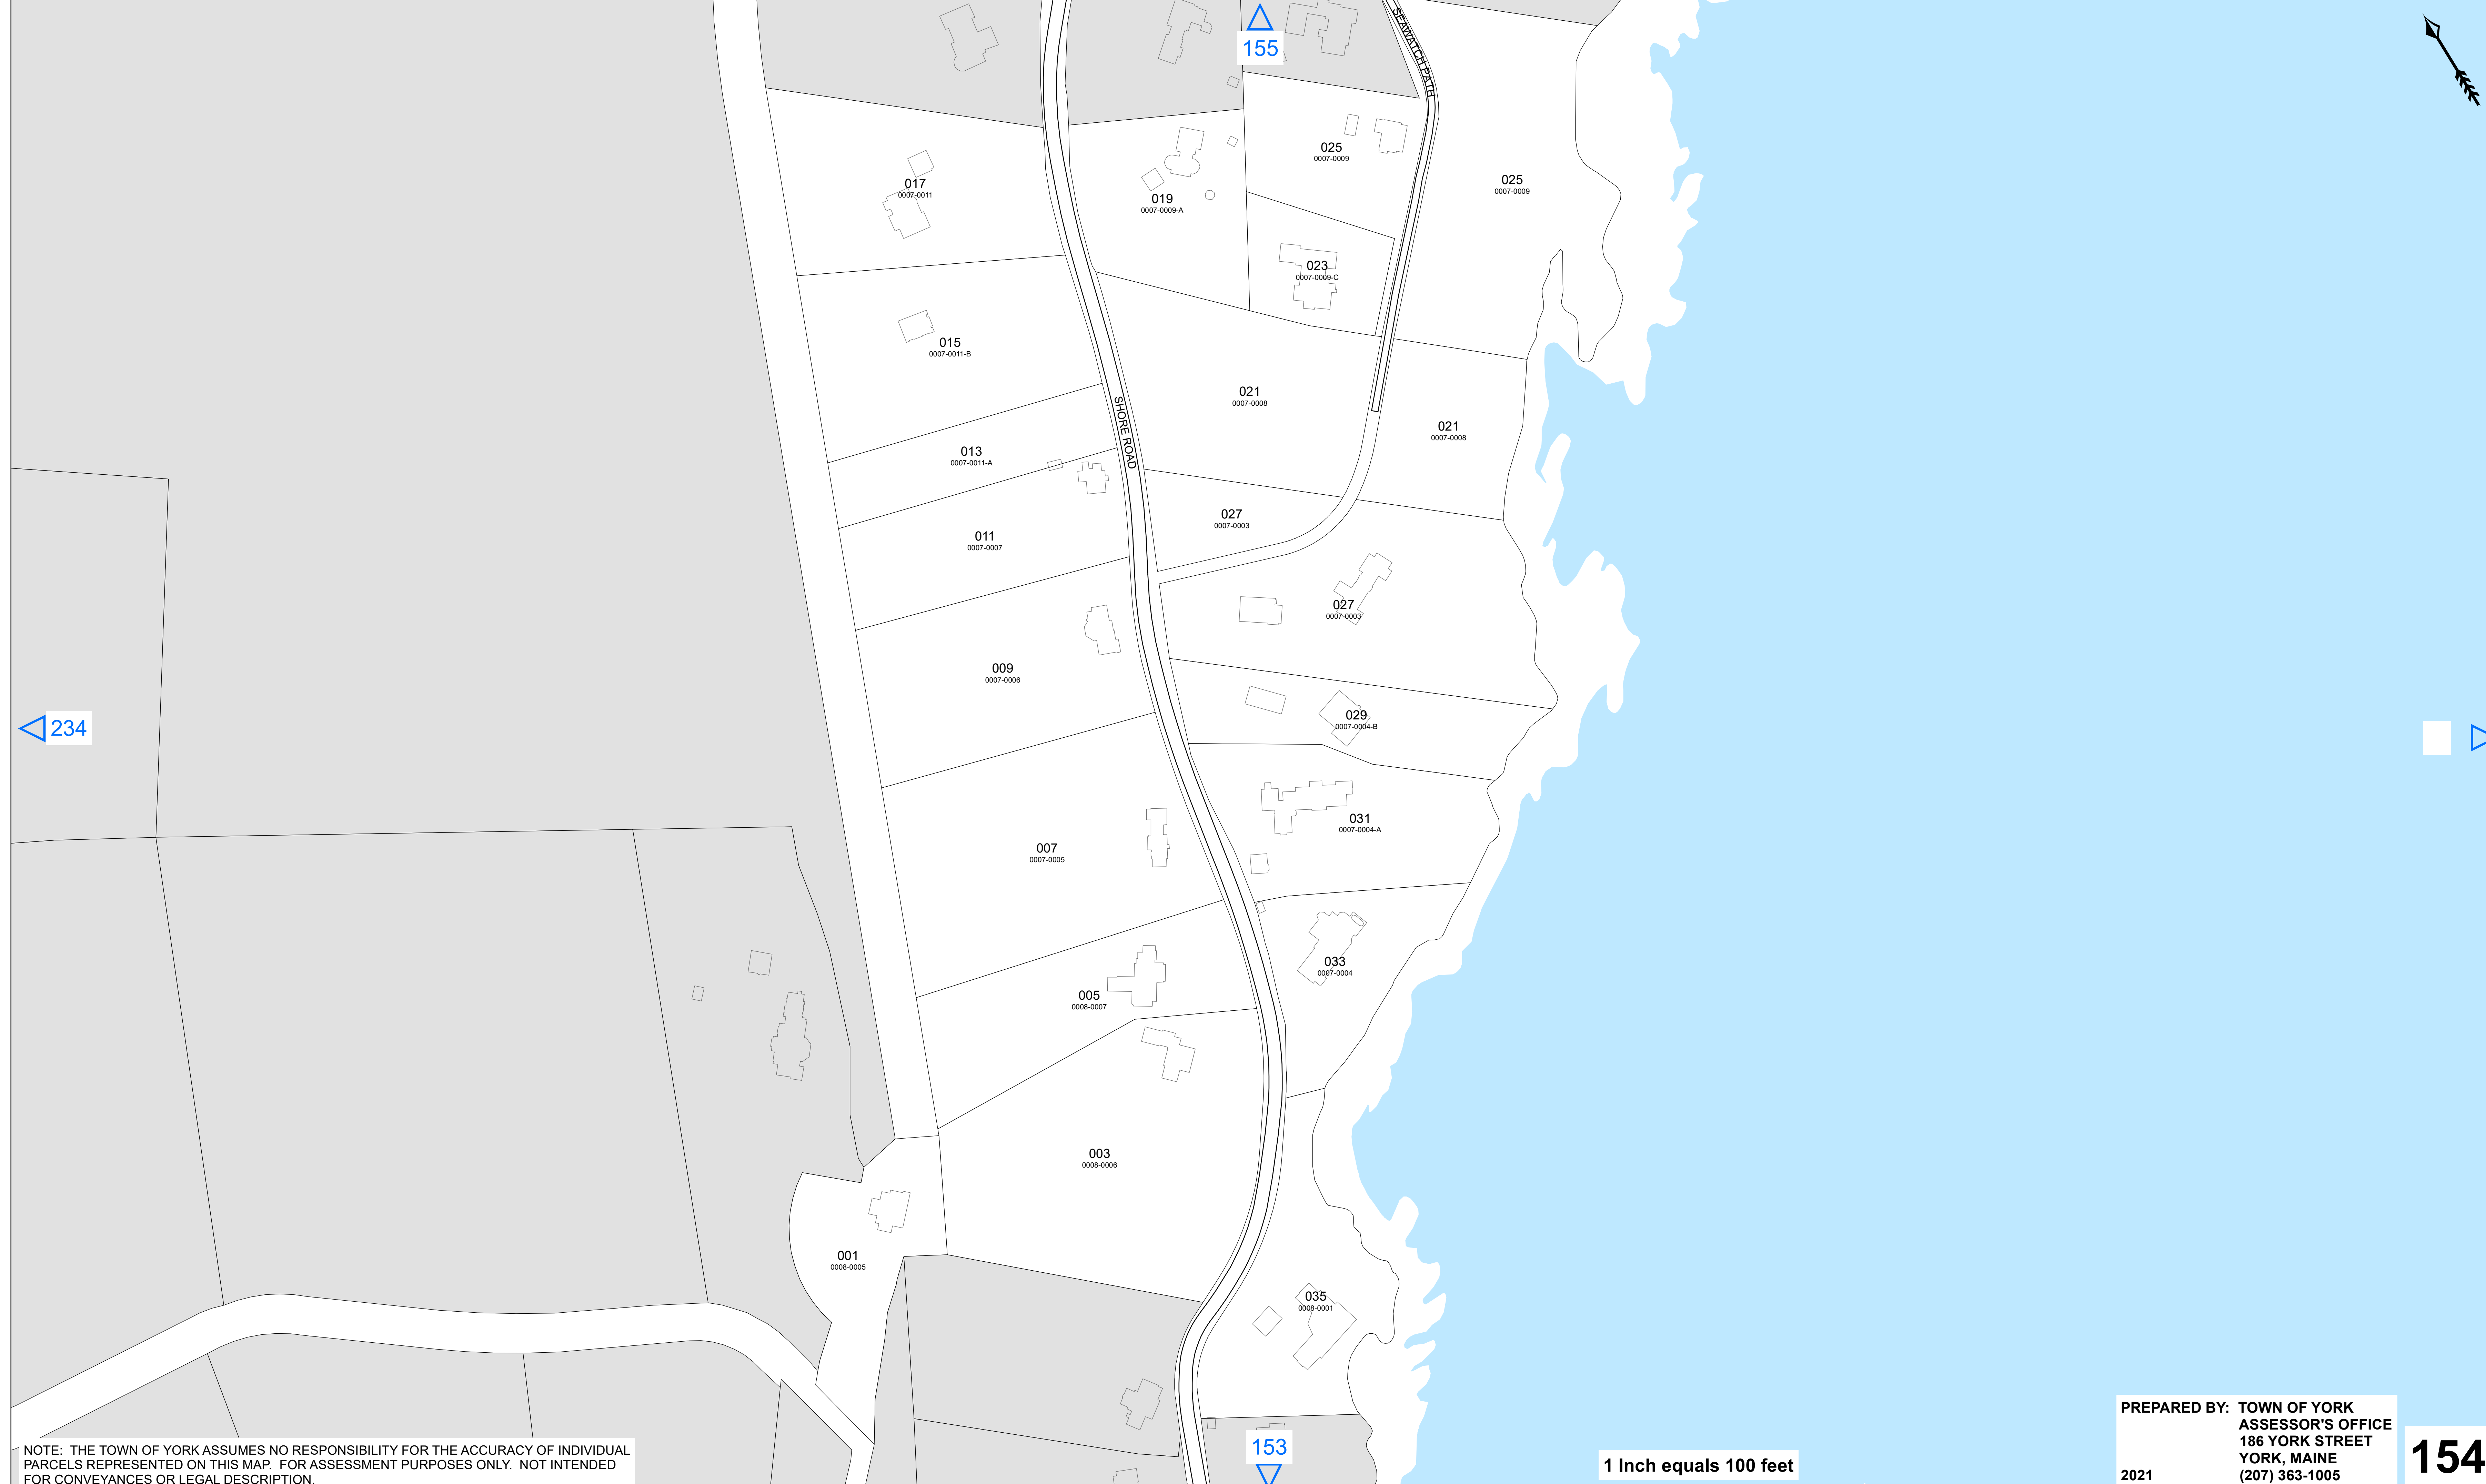 155
SEAWATCH PATH
025
0007-0009
017
0007-0011
019
0007-0009-A
025
0007-0009
023
0007-0009-C
015
0007-0011-B
021
0007-0008
SHORE ROAD
021
0007-0008
013
0007-0011-A
027
0007-0003
011
0007-0007
027
0007-0003
009
0007-0006
029
0007-0004-B
234
031
0007-0004-A
007
0007-0005
033
0007-0004
005
0008-0007
003
0008-0006
001
0008-0005
035
0008-0001
153
NOTE: THE TOWN OF YORK ASSUMES NO RESPONSIBILITY FOR THE ACCURACY OF INDIVIDUAL
PARCELS REPRESENTED ON THIS MAP. FOR ASSESSMENT PURPOSES ONLY. NOT INTENDED
FOR CONVEYANCES OR LEGAL DESCRIPTION.
1 Inch equals 100 feet
PREPARED BY: TOWN OF YORK
ASSESSOR'S OFFICE
186 YORK STREET
YORK, MAINE
2021 (207) 363-1005
154